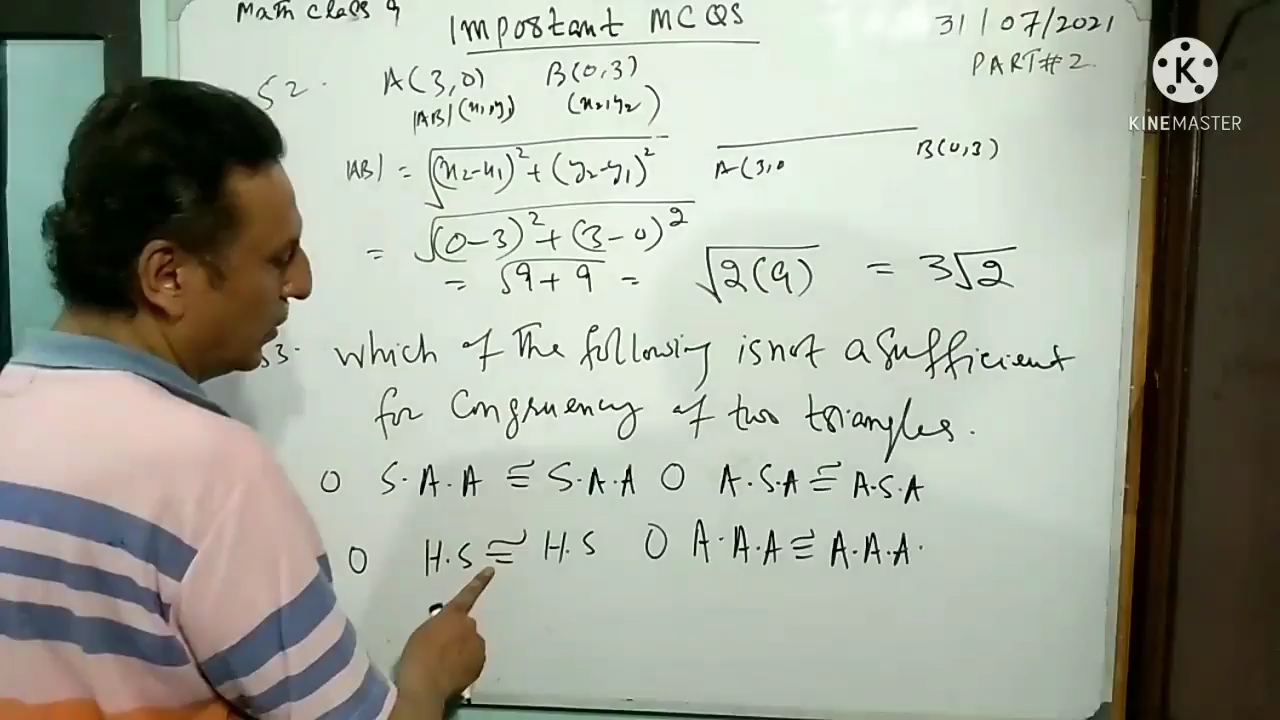 Math class 9
Important MCQS
31/07/2021
PART#2
52. A(3,0) B(0,3)
|AB| (x1,y1) (x2,y2)
|AB| = √(x2-x1)²+(y2-y1)²
A(3,0 B(0,3)
= √(0-3)²+(3-0)²
= √9+9 = √2(9) = 3√2
53. Which of The following is not a sufficient
for Congruency of two triangles.
O S.A.A ≅ S.A.A O A.S.A ≅ A.S.A
O H.S ≅ H.S O A.A.A ≅ A.A.A.
K
KINEMASTER